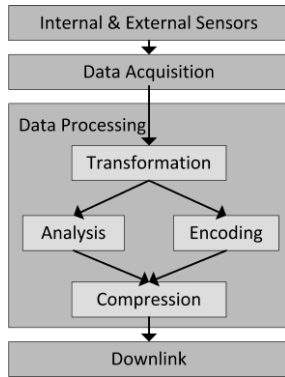 Internal & External Sensors
Data Acquisition
Data Processing
Transformation
Analysis
Encoding
Compression
Downlink